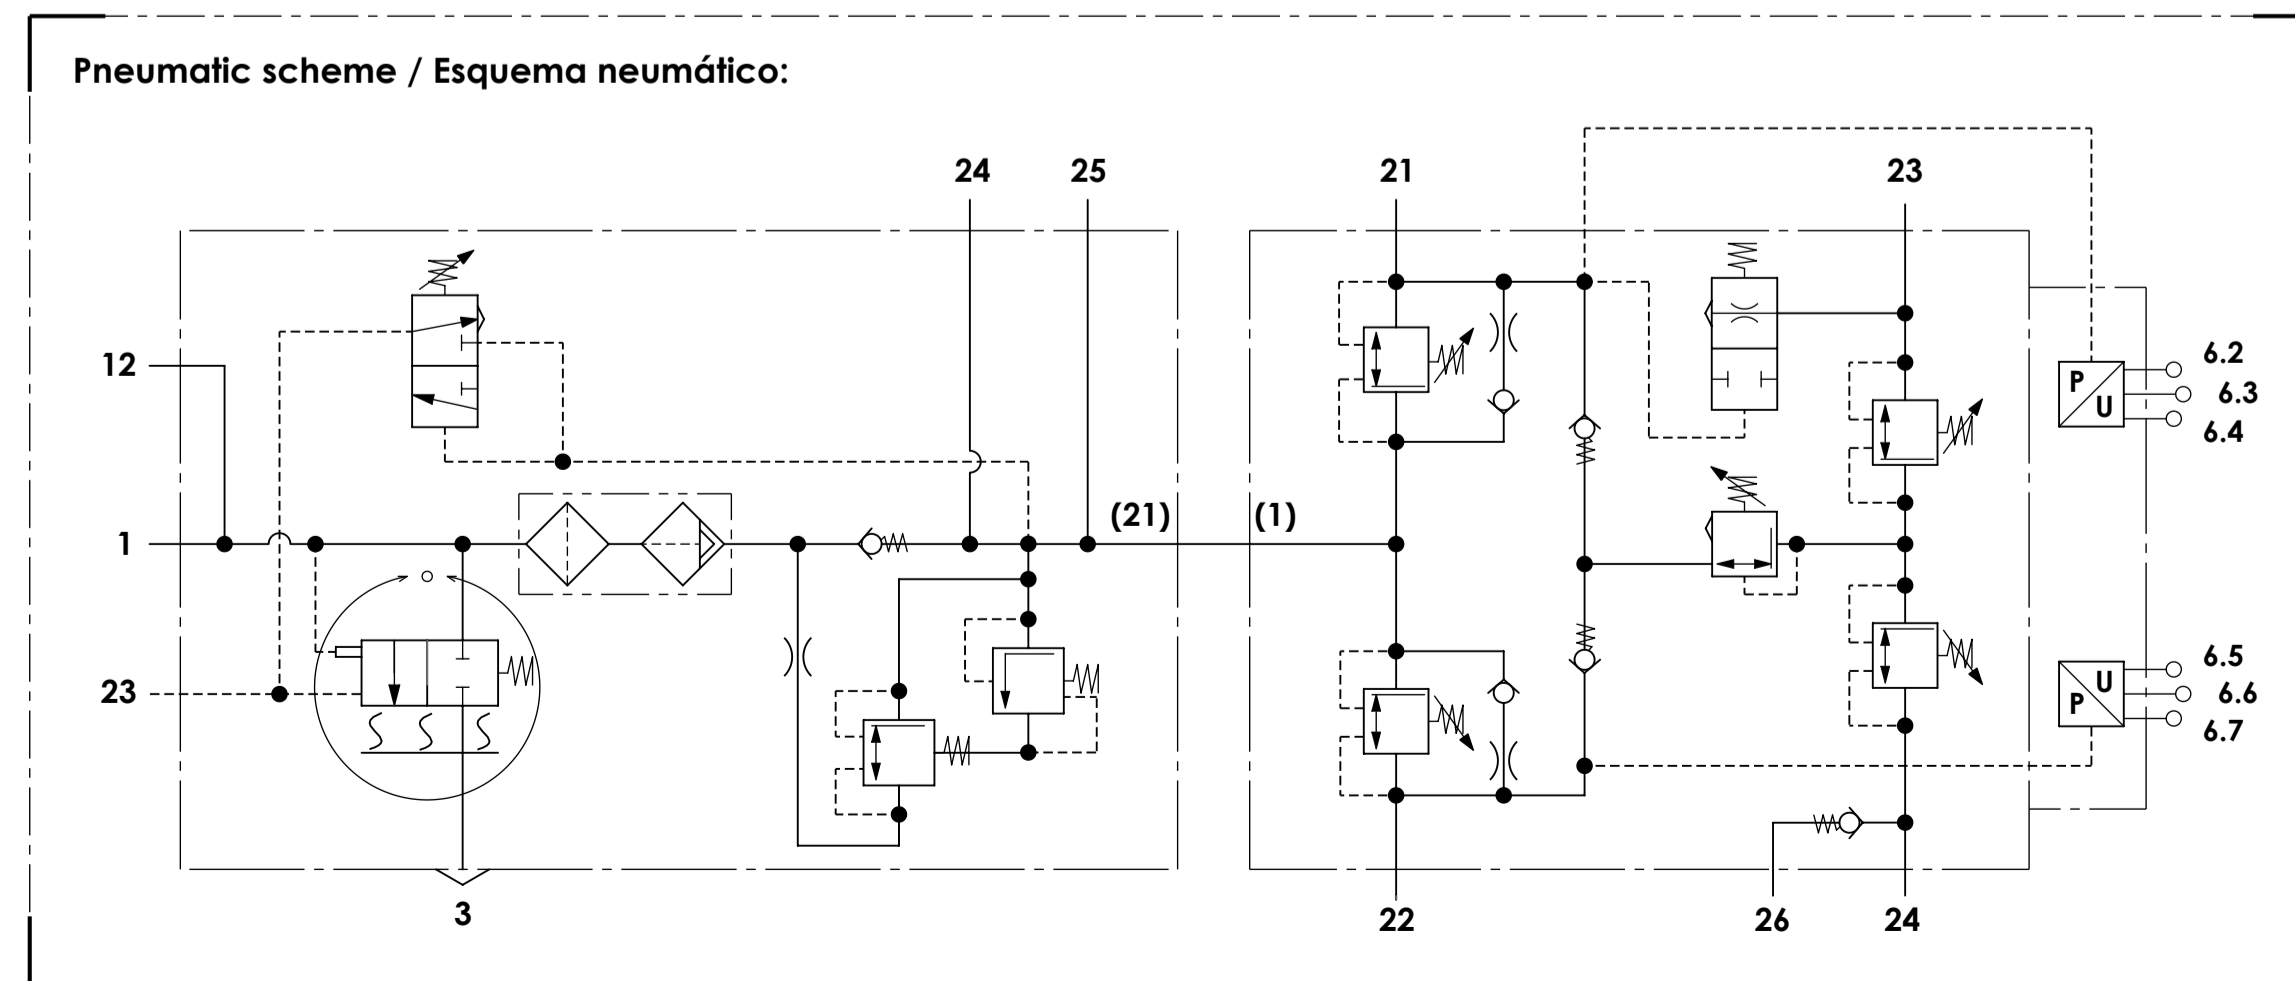 Pneumatic scheme / Esquema neumático:
24 25 21 23
12
6.2
P
U
6.3
6.4
(21) (1)
1
23
6.5
U
P
6.6
6.7
3
22 26 24